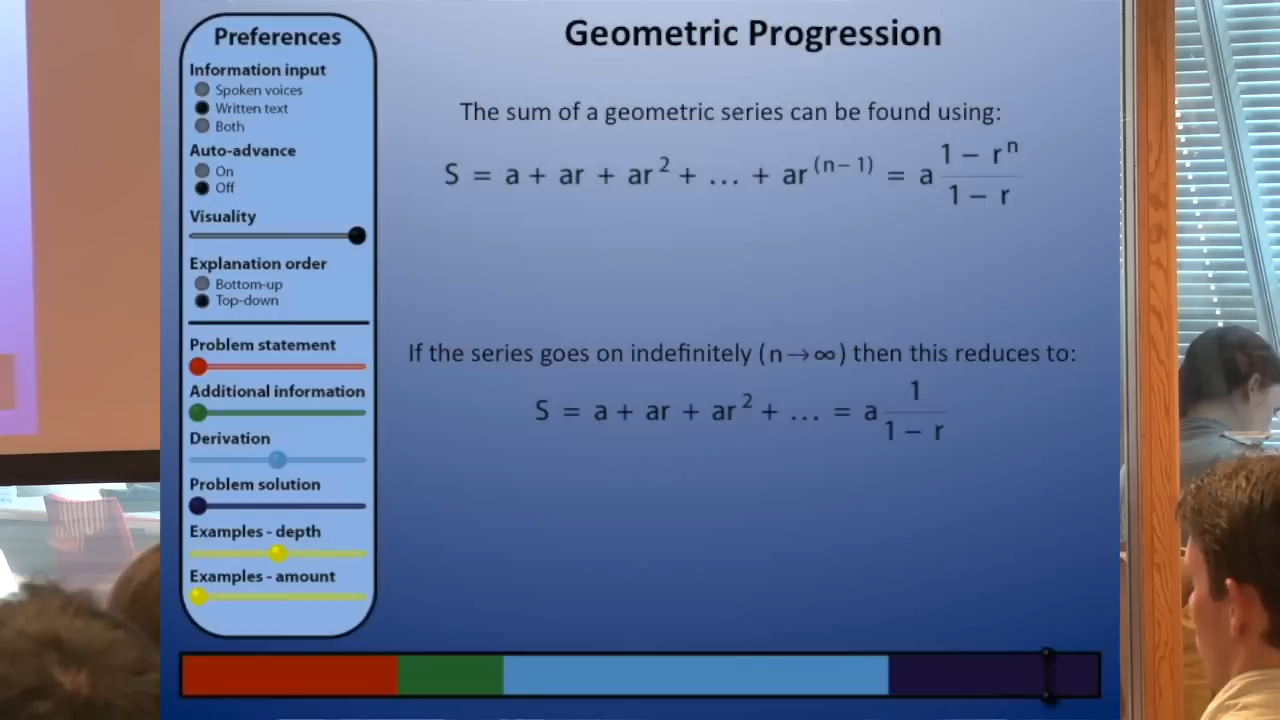 Preferences
Information input
Spoken voices
Written text
Both
Auto-advance
On
Off
Visuality
Explanation order
Bottom-up
Top-down
Problem statement
Additional information
Derivation
Problem solution
Examples - depth
Examples - amount
Geometric Progression
The sum of a geometric series can be found using:
S = a + ar + ar² + ... + ar⁽ⁿ⁻¹⁾ = a (1 − rⁿ)/(1 − r)
If the series goes on indefinitely (n→∞) then this reduces to:
S = a + ar + ar² + ... = a 1/(1 − r)